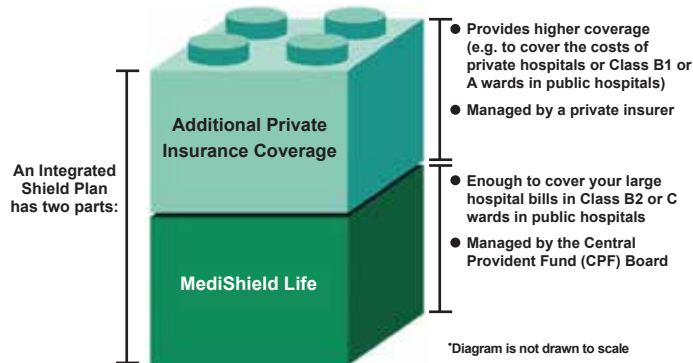 An Integrated
Shield Plan
has two parts:
Additional Private
Insurance Coverage
MediShield Life
● Provides higher coverage
(e.g. to cover the costs of
private hospitals or Class B1 or
A wards in public hospitals)
● Managed by a private insurer
● Enough to cover your large
hospital bills in Class B2 or C
wards in public hospitals
● Managed by the Central
Provident Fund (CPF) Board
*Diagram is not drawn to scale